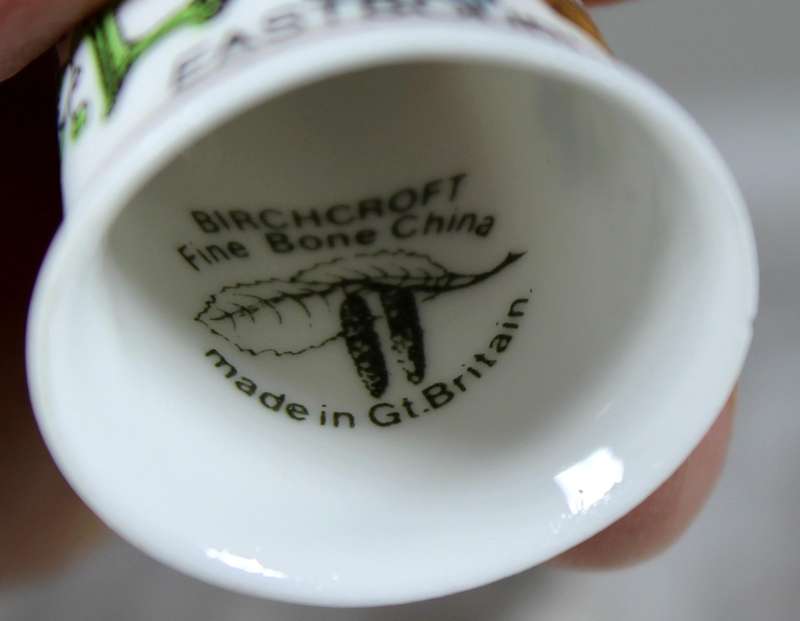 BIRCHCROFT
Fine Bone China
made in Gt.Britain.